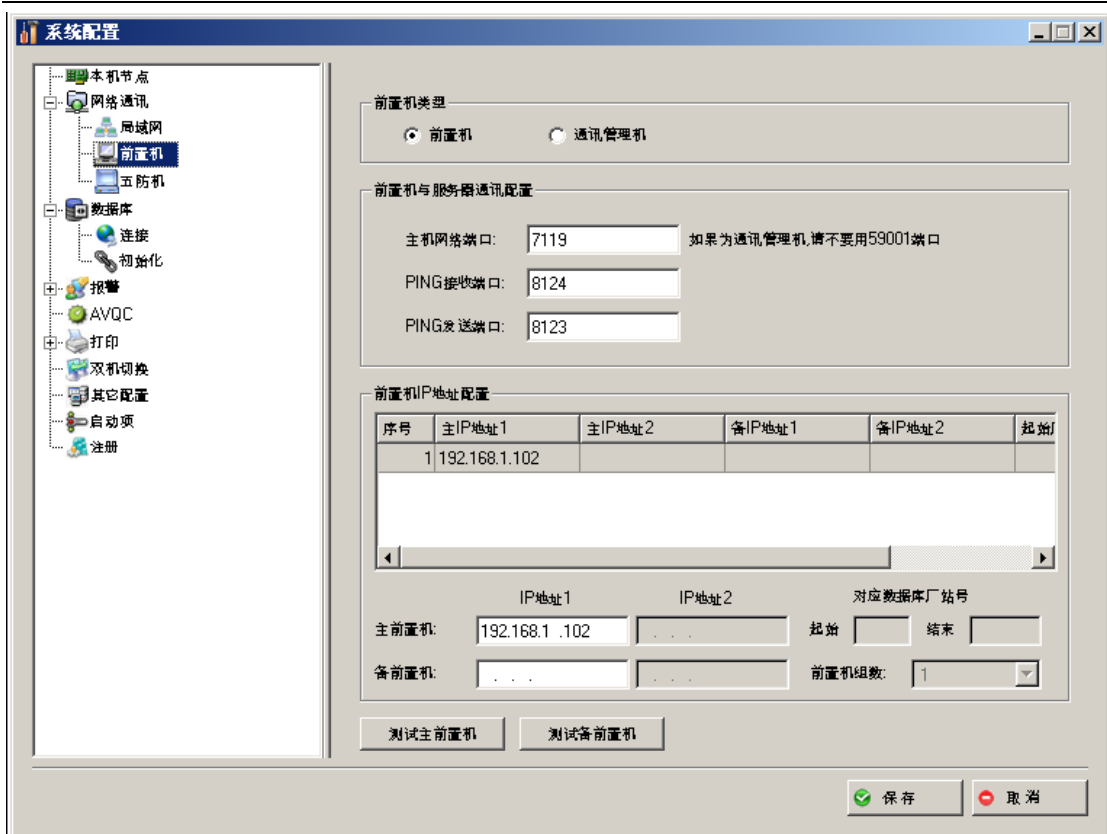 系统配置
本机节点
网络通讯
局域网
前置机
五防机
数据库
连接
初始化
报警
AVQC
打印
双机切换
其它配置
启动项
注册
前置机类型
前置机 通讯管理机
前置机与服务器通讯配置
主机网络端口: 7119 如果为通讯管理机,请不要用59001端口
PING接收端口: 8124
PING发送端口: 8123
前置机IP地址配置
序号 主IP地址1 主IP地址2 备IP地址1 备IP地址2 起始
1 192.168.1.102
IP地址1 IP地址2 对应数据库厂站号
主前置机: 192.168.1 .102 . . . 起始 结束
备前置机: . . . . . . 前置机组数: 1
测试主前置机 测试备前置机
保存 取消